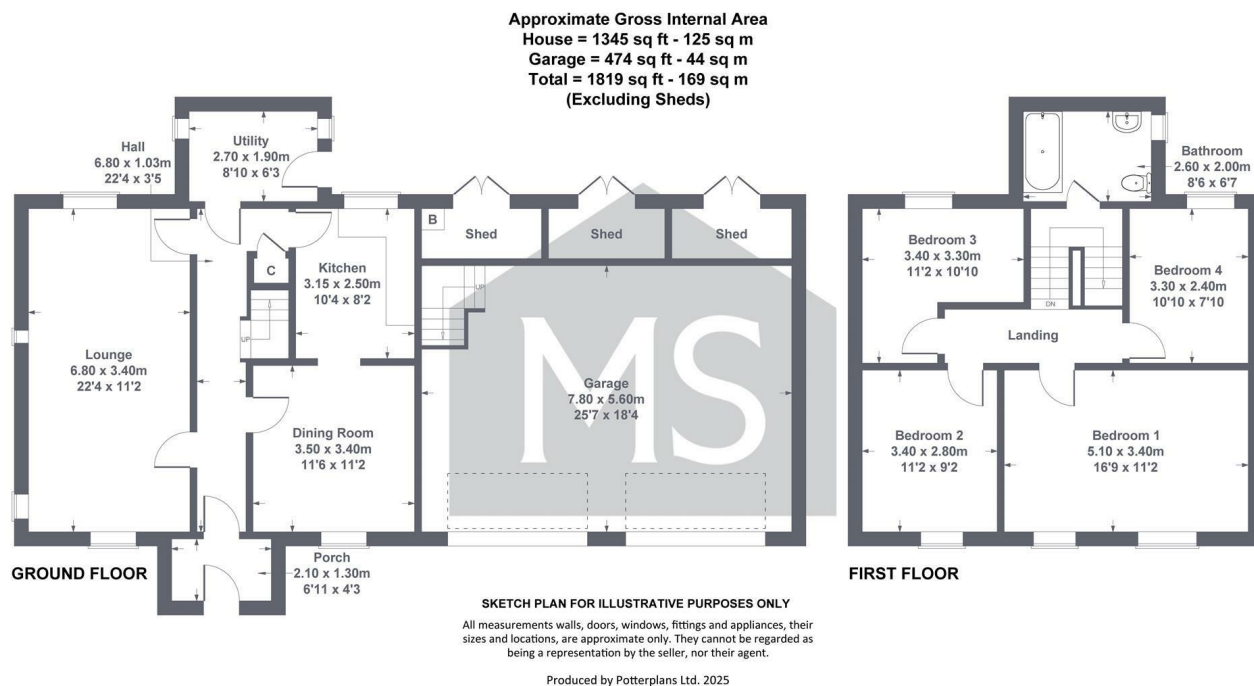 Approximate Gross Internal Area
House = 1345 sq ft - 125 sq m
Garage = 474 sq ft - 44 sq m
Total = 1819 sq ft - 169 sq m
(Excluding Sheds)
Hall
6.80 x 1.03m
22'4 x 3'5
Utility
2.70 x 1.90m
8'10 x 6'3
B
Shed
Shed
Shed
C
Kitchen
3.15 x 2.50m
10'4 x 8'2
UP
UP
Lounge
6.80 x 3.40m
22'4 x 11'2
MS
Garage
7.80 x 5.60m
25'7 x 18'4
Dining Room
3.50 x 3.40m
11'6 x 11'2
Porch
2.10 x 1.30m
6'11 x 4'3
GROUND FLOOR
Bathroom
2.60 x 2.00m
8'6 x 6'7
Bedroom 3
3.40 x 3.30m
11'2 x 10'10
Bedroom 4
3.30 x 2.40m
10'10 x 7'10
DN
Landing
Bedroom 2
3.40 x 2.80m
11'2 x 9'2
Bedroom 1
5.10 x 3.40m
16'9 x 11'2
FIRST FLOOR
SKETCH PLAN FOR ILLUSTRATIVE PURPOSES ONLY
All measurements walls, doors, windows, fittings and appliances, their
sizes and locations, are approximate only. They cannot be regarded as
being a representation by the seller, nor their agent.
Produced by Potterplans Ltd. 2025